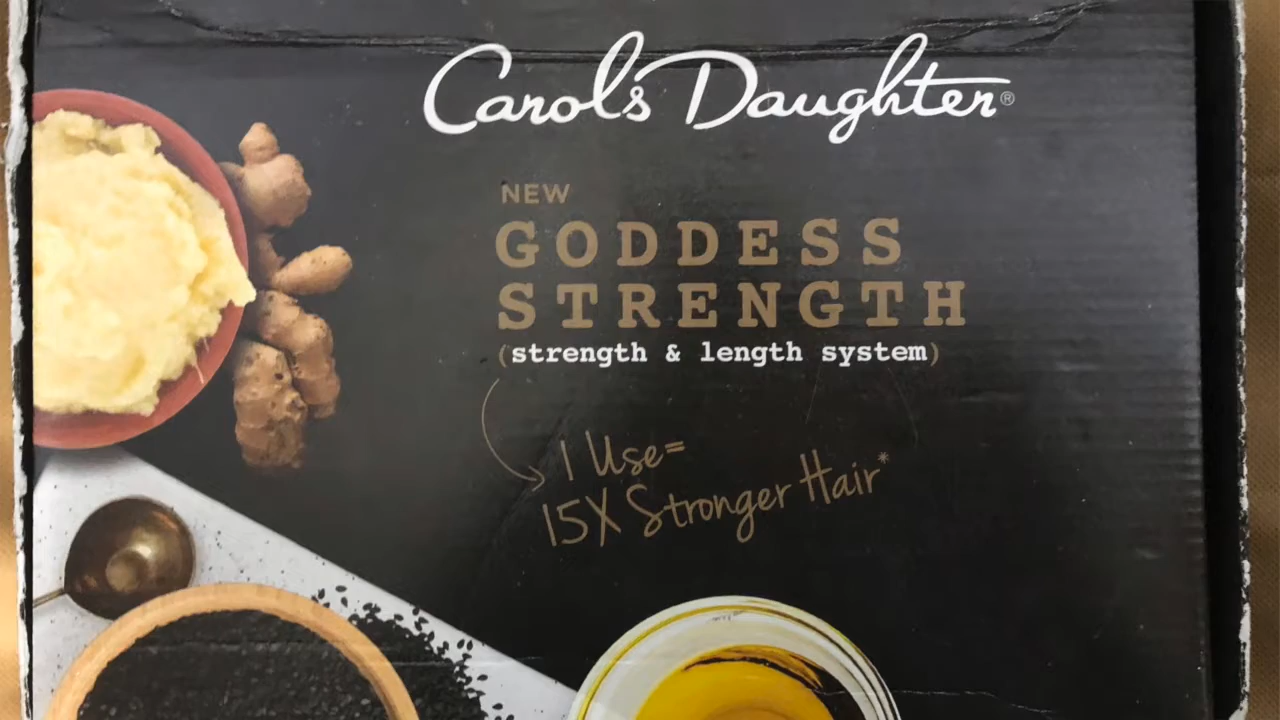 Carol's Daughter®
NEW
GODDESS
STRENGTH
(strength & length system)
1 Use=
15X Stronger Hair*